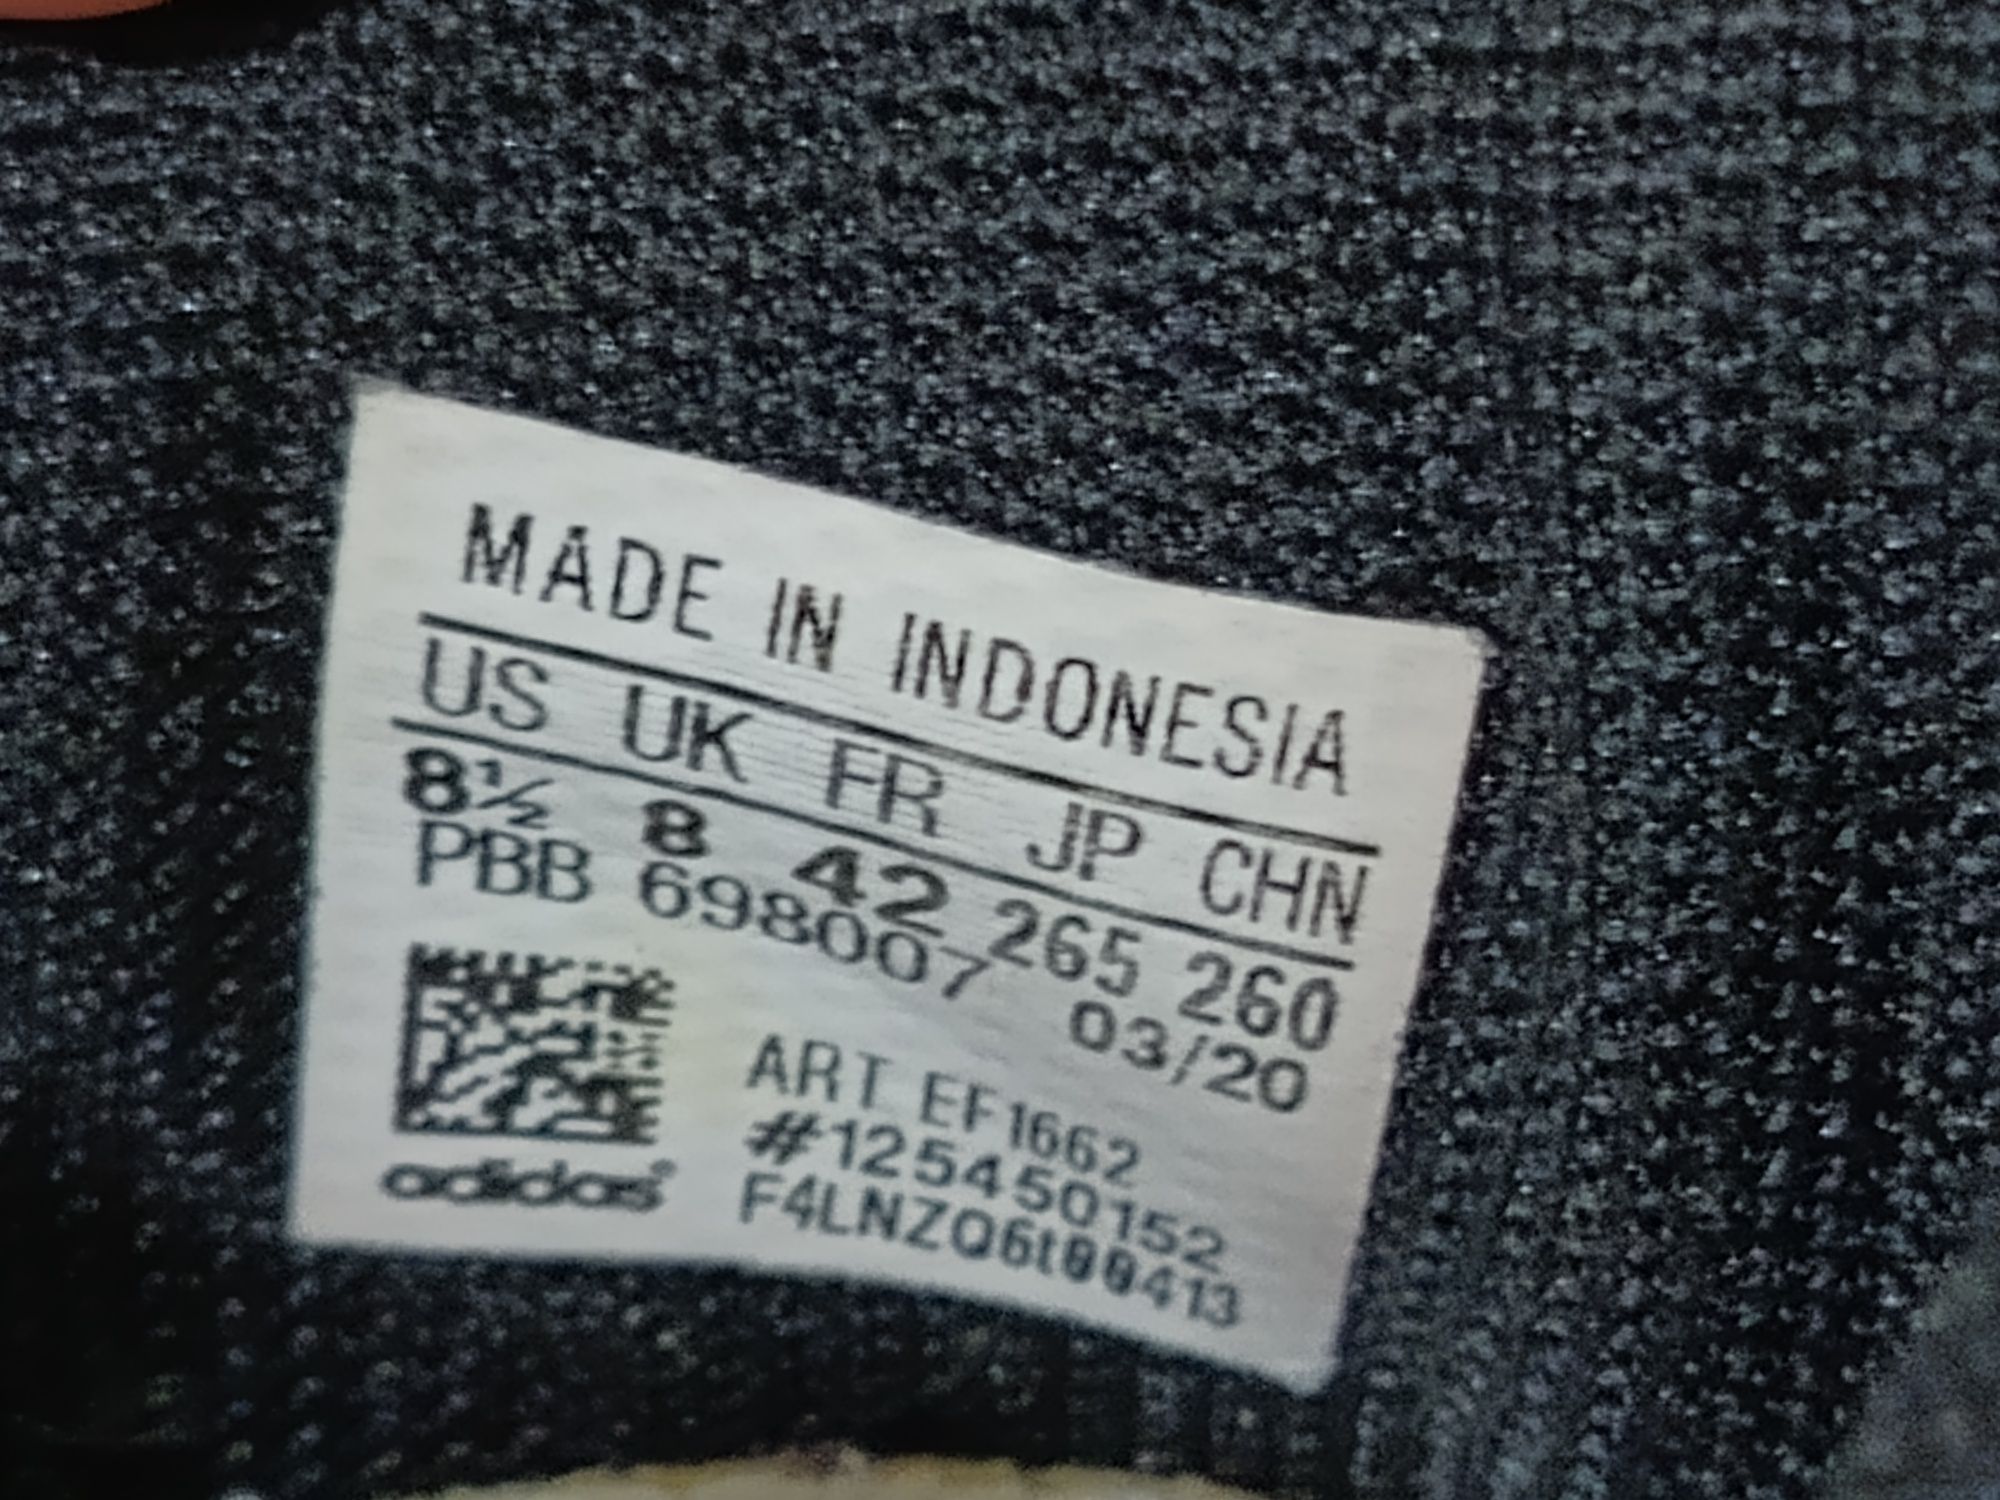 MADE IN INDONESIA
US UK FR JP CHN
8½ 8 42 265 260
PBB 698007 03/20
ART EF1662
#125450152
F4LNZQ6t00413
adidas